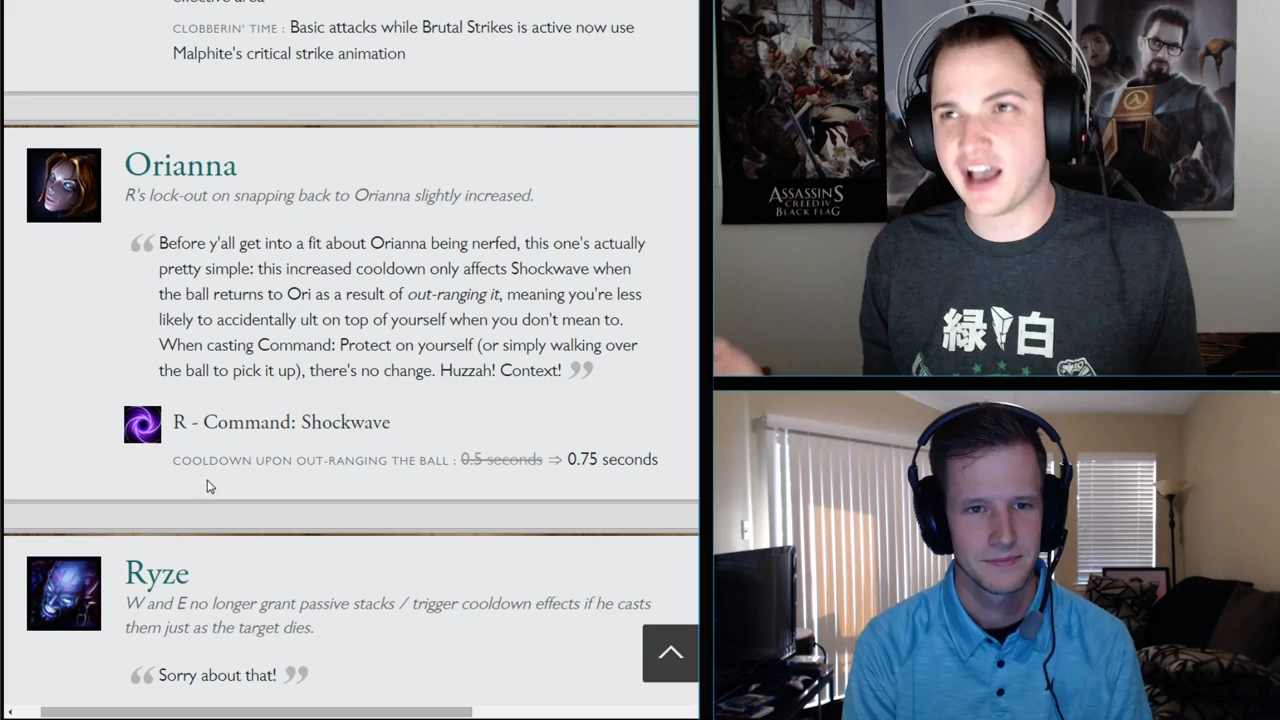 effective area
CLOBBERIN' TIME : Basic attacks while Brutal Strikes is active now use
Malphite's critical strike animation
Orianna
R's lock-out on snapping back to Orianna slightly increased.
“ Before y'all get into a fit about Orianna being nerfed, this one's actually
pretty simple: this increased cooldown only affects Shockwave when
the ball returns to Ori as a result of out-ranging it, meaning you're less
likely to accidentally ult on top of yourself when you don't mean to.
When casting Command: Protect on yourself (or simply walking over
the ball to pick it up), there's no change. Huzzah! Context! ”
R - Command: Shockwave
COOLDOWN UPON OUT-RANGING THE BALL : 0.5 seconds ⇒ 0.75 seconds
Ryze
W and E no longer grant passive stacks / trigger cooldown effects if he casts
them just as the target dies.
“ Sorry about that! ”
ASSASSIN'S
CREED IV
BLACK FLAG
緑 白